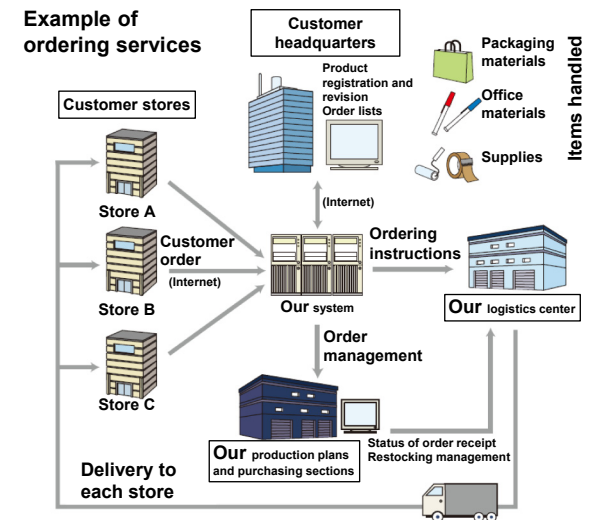 Example of
ordering services
Customer
headquarters
Product
registration and
revision
Order lists
Packaging
materials
Office
materials
Supplies
Items handled
Customer stores
Store A
Store B
Store C
Customer
order
(Internet)
(Internet)
Our system
Ordering
instructions
Our logistics center
Order
management
Our production plans
and purchasing sections
Status of order receipt
Restocking management
Delivery to
each store